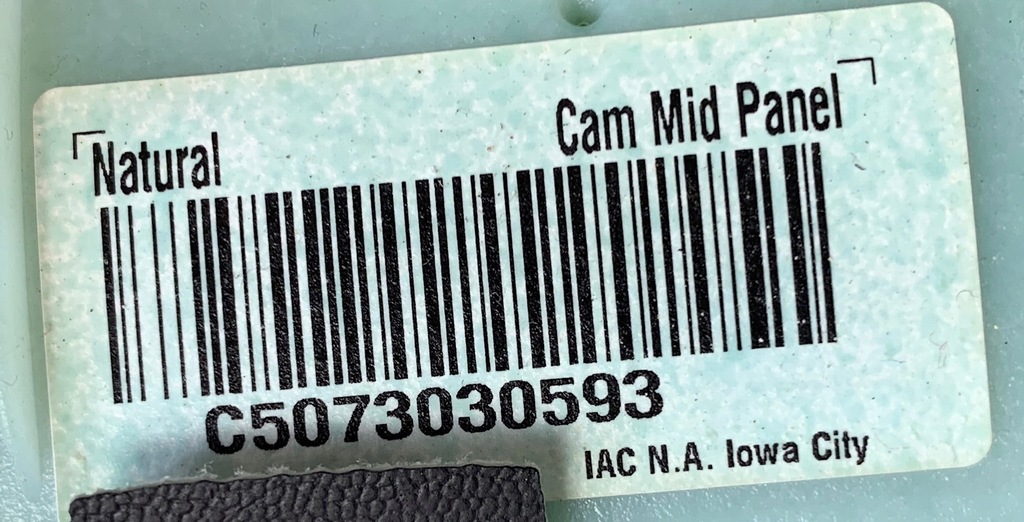 Natural Cam Mid Panel
C5073030593
IAC N.A. Iowa City